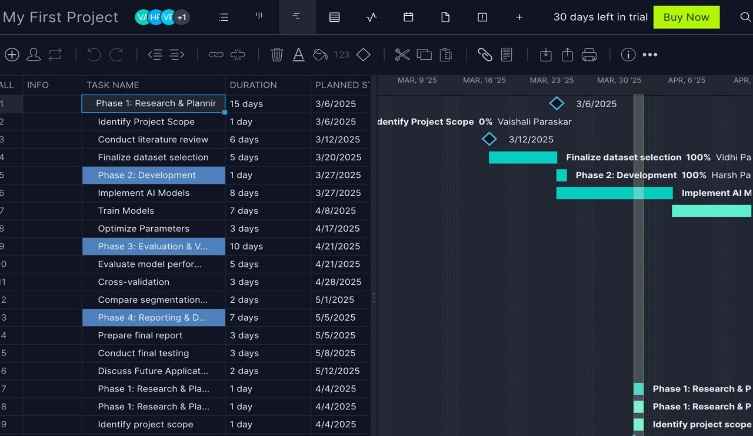 My First Project VA HF VF +1 30 days left in trial Buy Now
123
ALL INFO TASK NAME DURATION PLANNED ST MAR, 9 '25 MAR, 16 '25 MAR, 23 '25 MAR, 30 '25 APR, 6 '25 APR,
1 Phase 1: Research & Plannin 15 days 3/6/2025 3/6/2025
2 Identify Project Scope 1 day 3/6/2025 dentify Project Scope 0% Vaishali Paraskar
3 Conduct literature review 6 days 3/12/2025 3/12/2025
4 Finalize dataset selection 5 days 3/20/2025 Finalize dataset selection 100% Vidhi Pa
5 Phase 2: Development 1 day 3/27/2025 Phase 2: Development 100% Harsh Pa
6 Implement AI Models 8 days 3/27/2025 Implement AI M
7 Train Models 7 days 4/8/2025
8 Optimize Parameters 3 days 4/17/2025
9 Phase 3: Evaluation & V... 10 days 4/21/2025
0 Evaluate model perfor... 5 days 4/21/2025
11 Cross-validation 3 days 4/28/2025
2 Compare segmentation... 2 days 5/1/2025
3 Phase 4: Reporting & D... 7 days 5/5/2025
4 Prepare final report 3 days 5/5/2025
5 Conduct final testing 3 days 5/8/2025
6 Discuss Future Applicat... 2 days 5/12/2025
7 Phase 1: Research & Pla... 1 day 4/4/2025 Phase 1: Research & P
8 Phase 1: Research & Pla... 1 day 4/4/2025 Phase 1: Research & P
9 Identify project scope 1 day 4/4/2025 Identify project scope